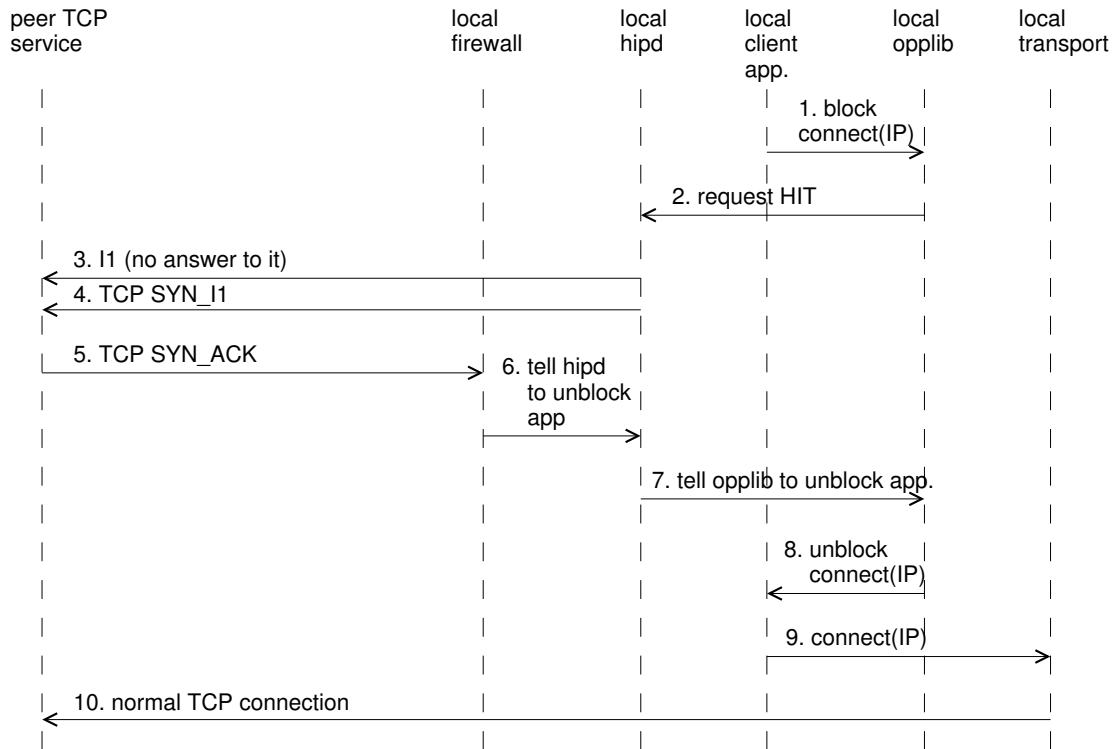 peer TCP
service
local
firewall
local
hipd
local
client
app.
local
opplib
local
transport
1. block
connect(IP)
2. request HIT
3. I1 (no answer to it)
4. TCP SYN_I1
5. TCP SYN_ACK
6. tell hipd
to unblock
app
7. tell opplib to unblock app.
8. unblock
connect(IP)
9. connect(IP)
10. normal TCP connection